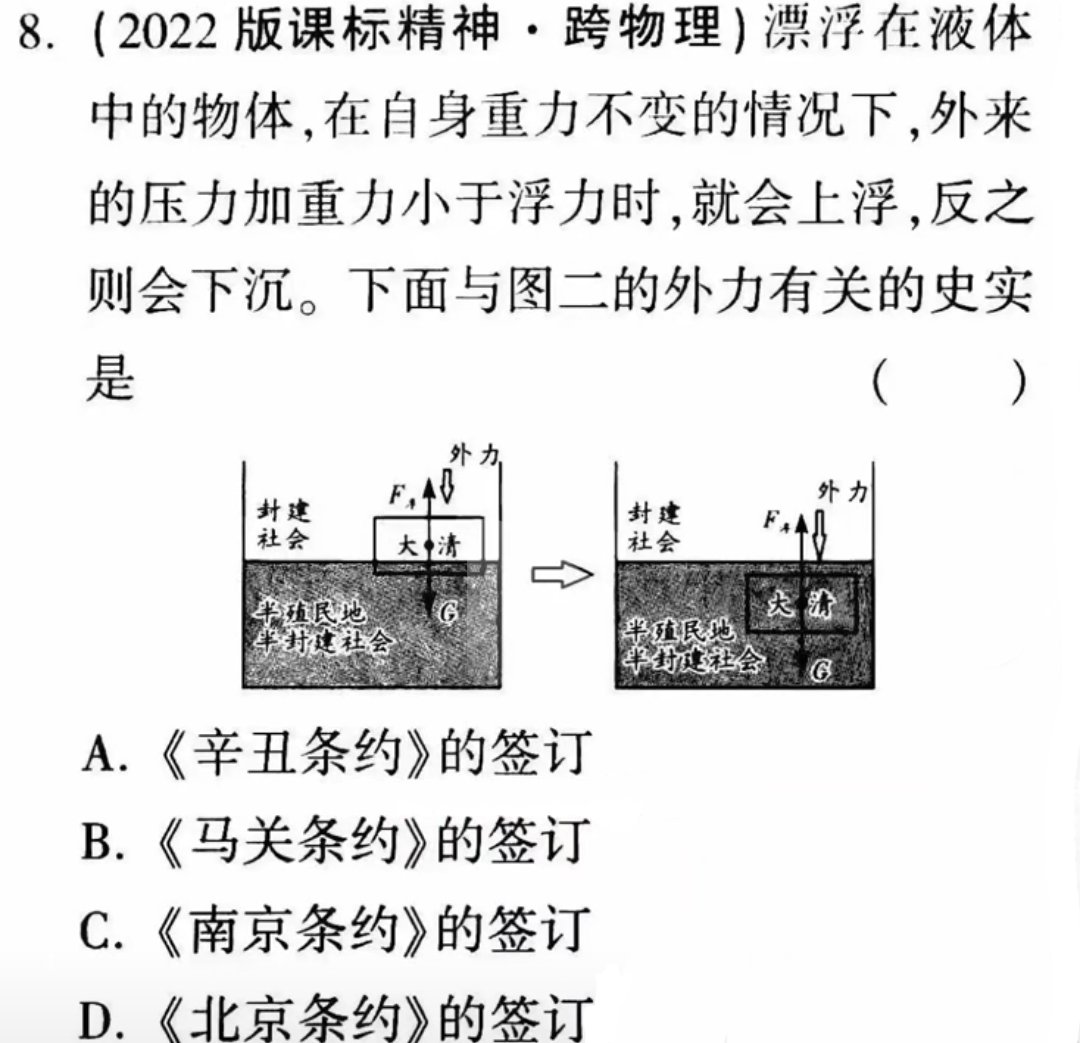 8. (2022 版课标精神·跨物理)漂浮在液体
中的物体,在自身重力不变的情况下,外来
的压力加重力小于浮力时,就会上浮,反之
则会下沉。下面与图二的外力有关的史实
是 ( )
外力
F_A
封建
社会
大清
G
半殖民地
半封建社会
外力
F_A
封建
社会
大清
半殖民地
半封建社会
G
A.《辛丑条约》的签订
B.《马关条约》的签订
C.《南京条约》的签订
D.《北京条约》的签订